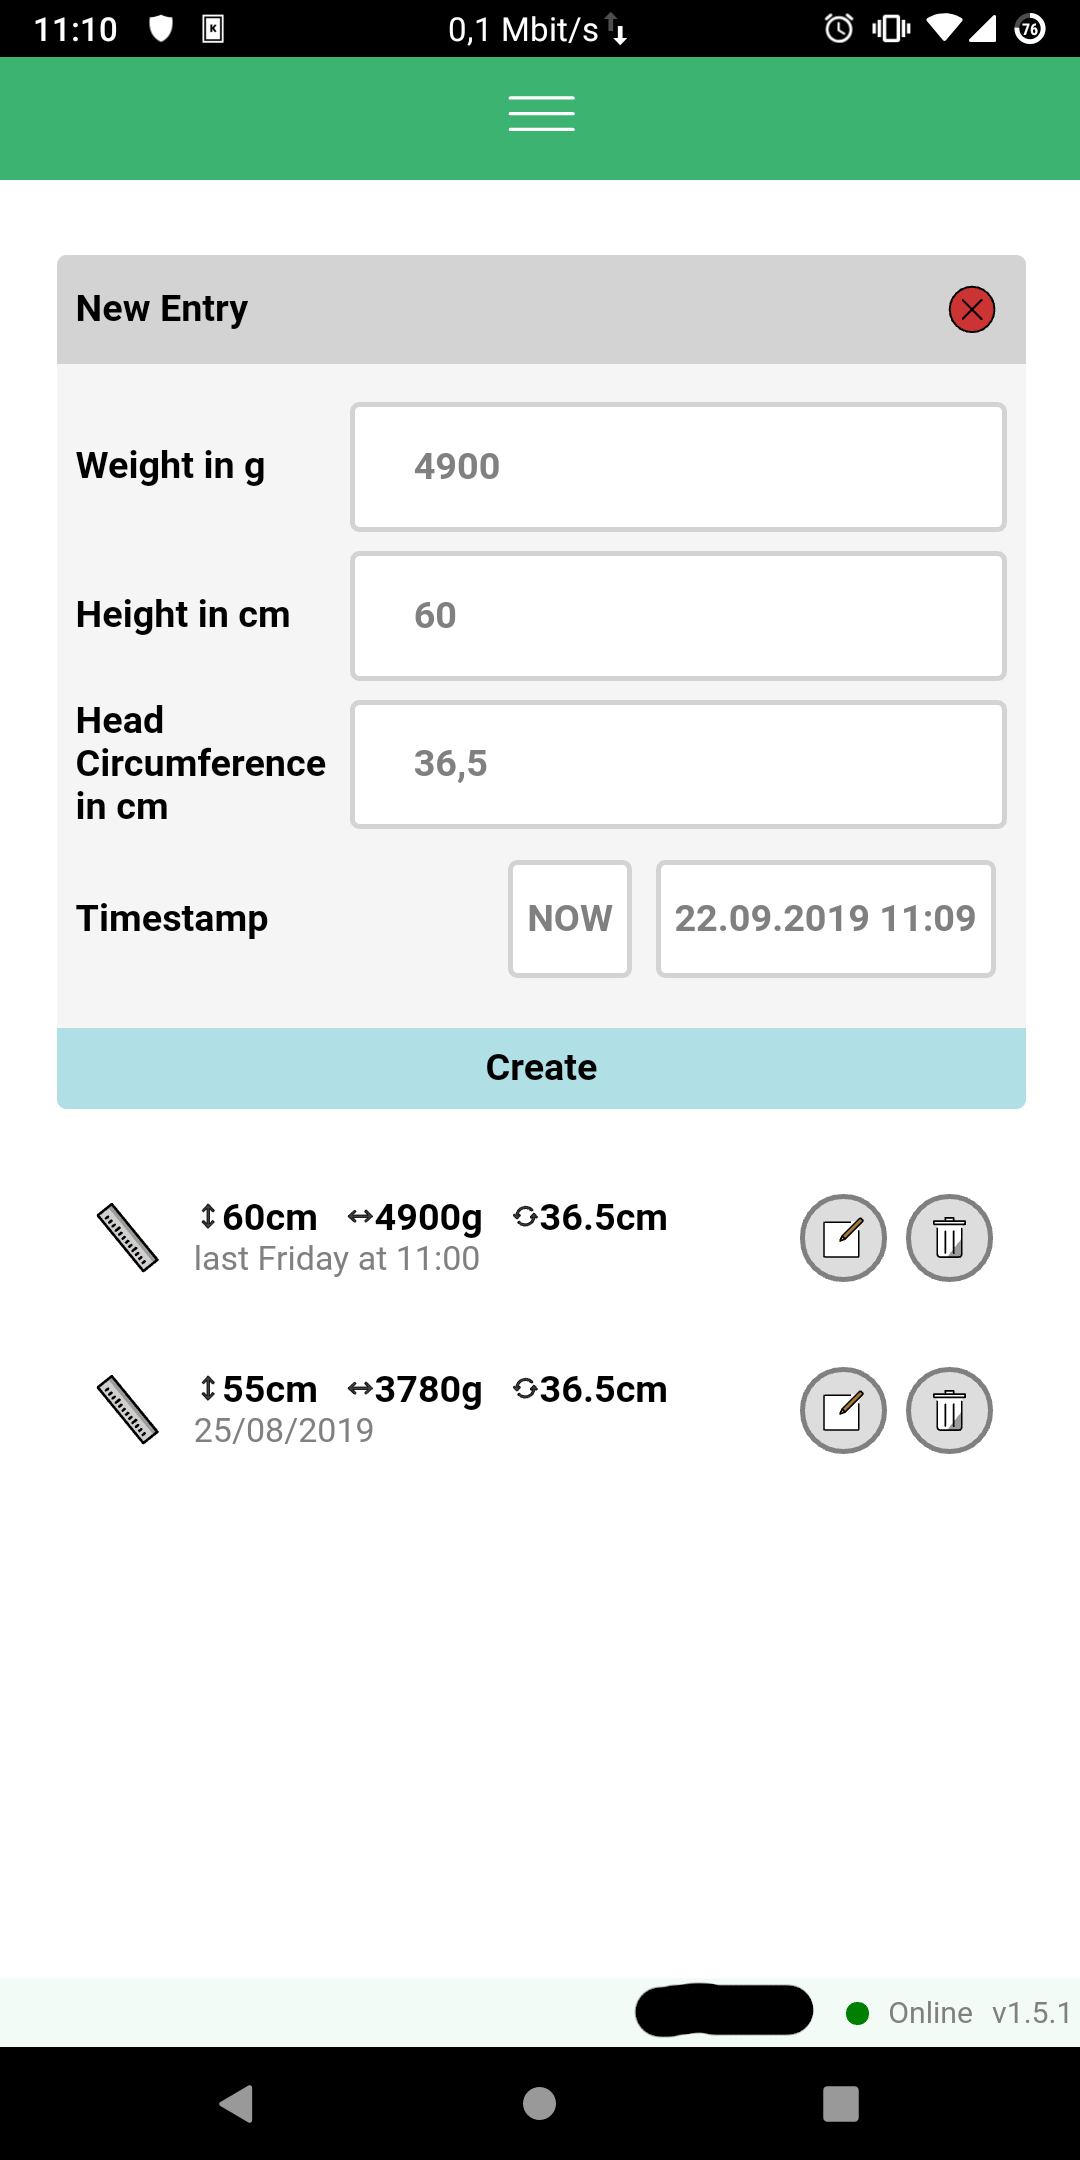 11:10 K 0,1 Mbit/s 76
New Entry
Weight in g 4900
Height in cm 60
Head
Circumference
in cm
36,5
Timestamp NOW 22.09.2019 11:09
Create
60cm 4900g 36.5cm
last Friday at 11:00
55cm 3780g 36.5cm
25/08/2019
Online v1.5.1